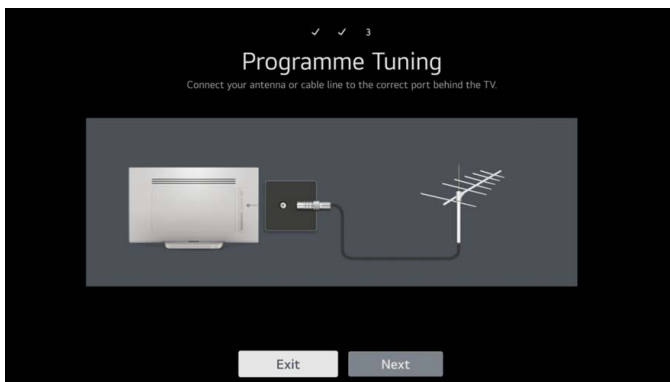 3
Programme Tuning
Connect your antenna or cable line to the correct port behind the TV.
Exit
Next